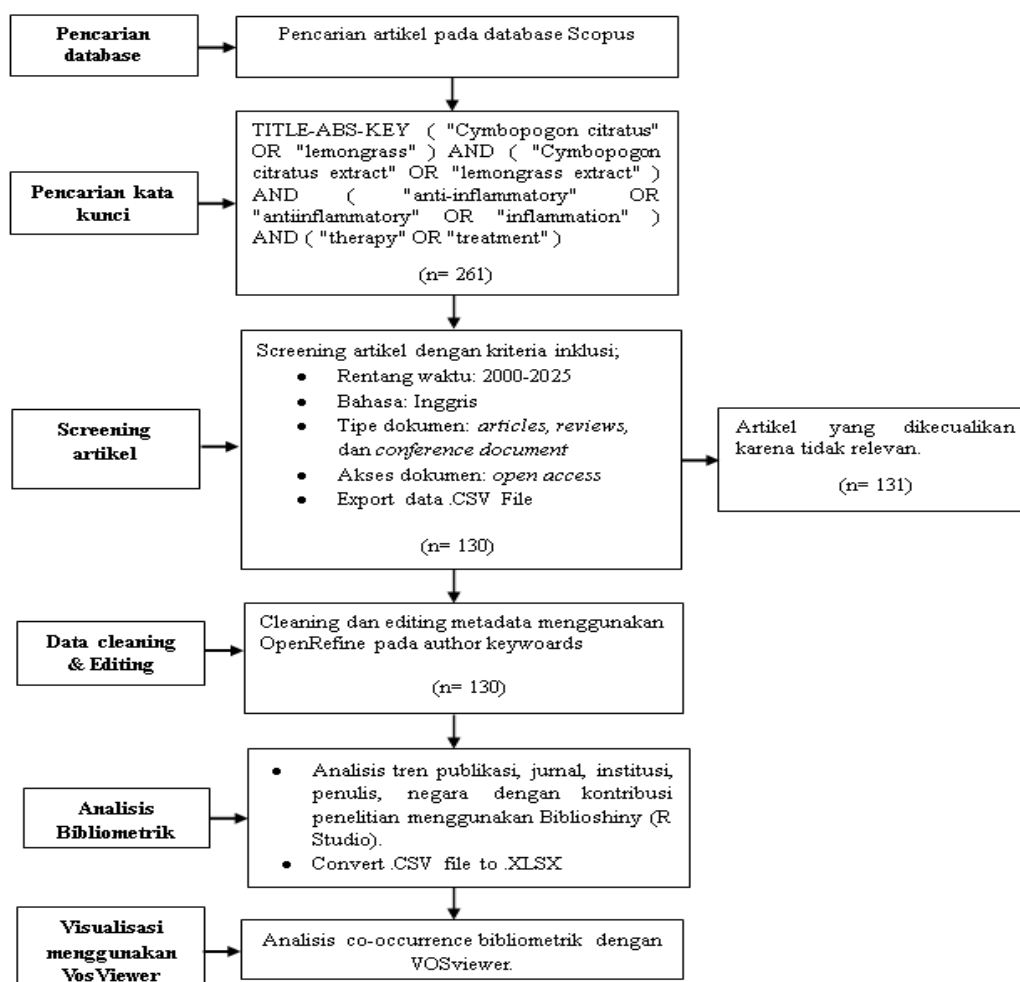 Pencarian
database
Pencarian artikel pada database Scopus
Pencarian kata
kunci
TITLE-ABS-KEY ( "Cymbopogon citratus"
OR "lemongrass" ) AND ( "Cymbopogon
citratus extract" OR "lemongrass extract" )
AND ( "anti-inflammatory" OR
"antiinflammatory" OR "inflammation" )
AND ( "therapy" OR "treatment" )
(n= 261)
Screening
artikel
Screening artikel dengan kriteria inklusi;
• Rentang waktu: 2000-2025
• Bahasa: Inggris
• Tipe dokumen: articles, reviews,
dan conference document
• Akses dokumen: open access
• Export data .CSV File
(n= 130)
Artikel yang dikecualikan
karena tidak relevan.
(n= 131)
Data cleaning
& Editing
Cleaning dan editing metadata menggunakan
OpenRefine pada author keywoards
(n= 130)
Analisis
Bibliometrik
• Analisis tren publikasi, jurnal, institusi,
penulis, negara dengan kontribusi
penelitian menggunakan Biblioshiny (R
Studio).
• Convert .CSV file to .XLSX
Visualisasi
menggunakan
VosViewer
Analisis co-occurrence bibliometrik dengan
VOSviewer.